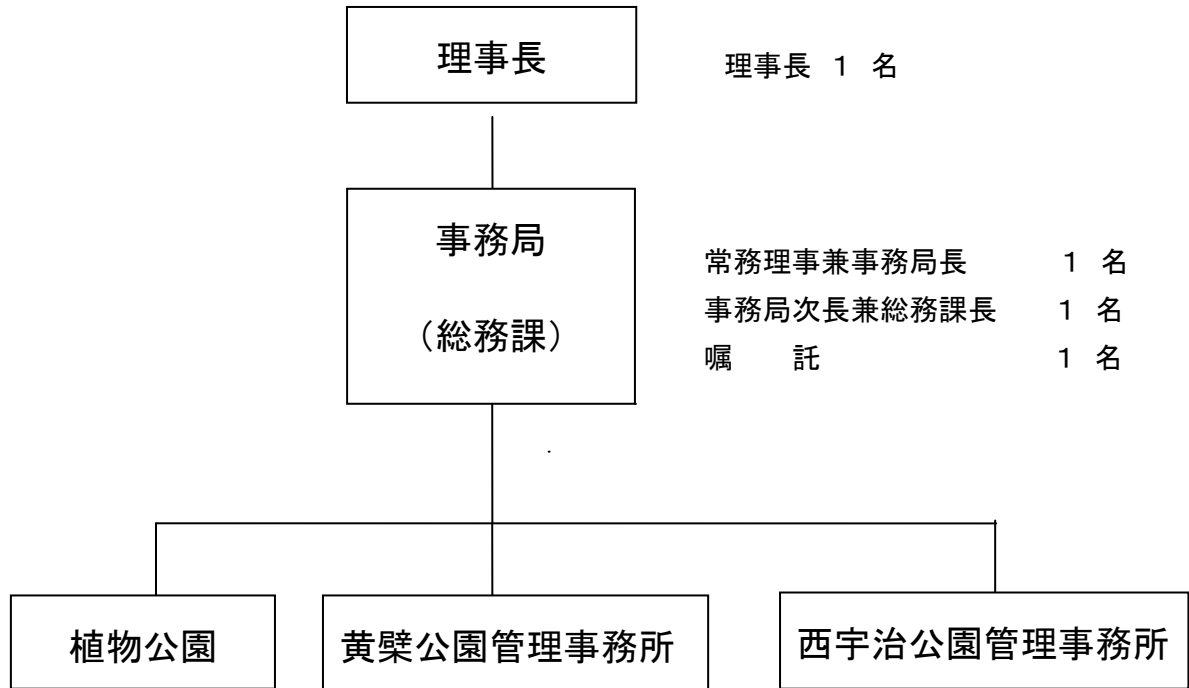 理事長
理事長 1 名
事務局
(総務課)
常務理事兼事務局長 1 名
事務局次長兼総務課長 1 名
嘱 託 1 名
植物公園
黄檗公園管理事務所
西宇治公園管理事務所